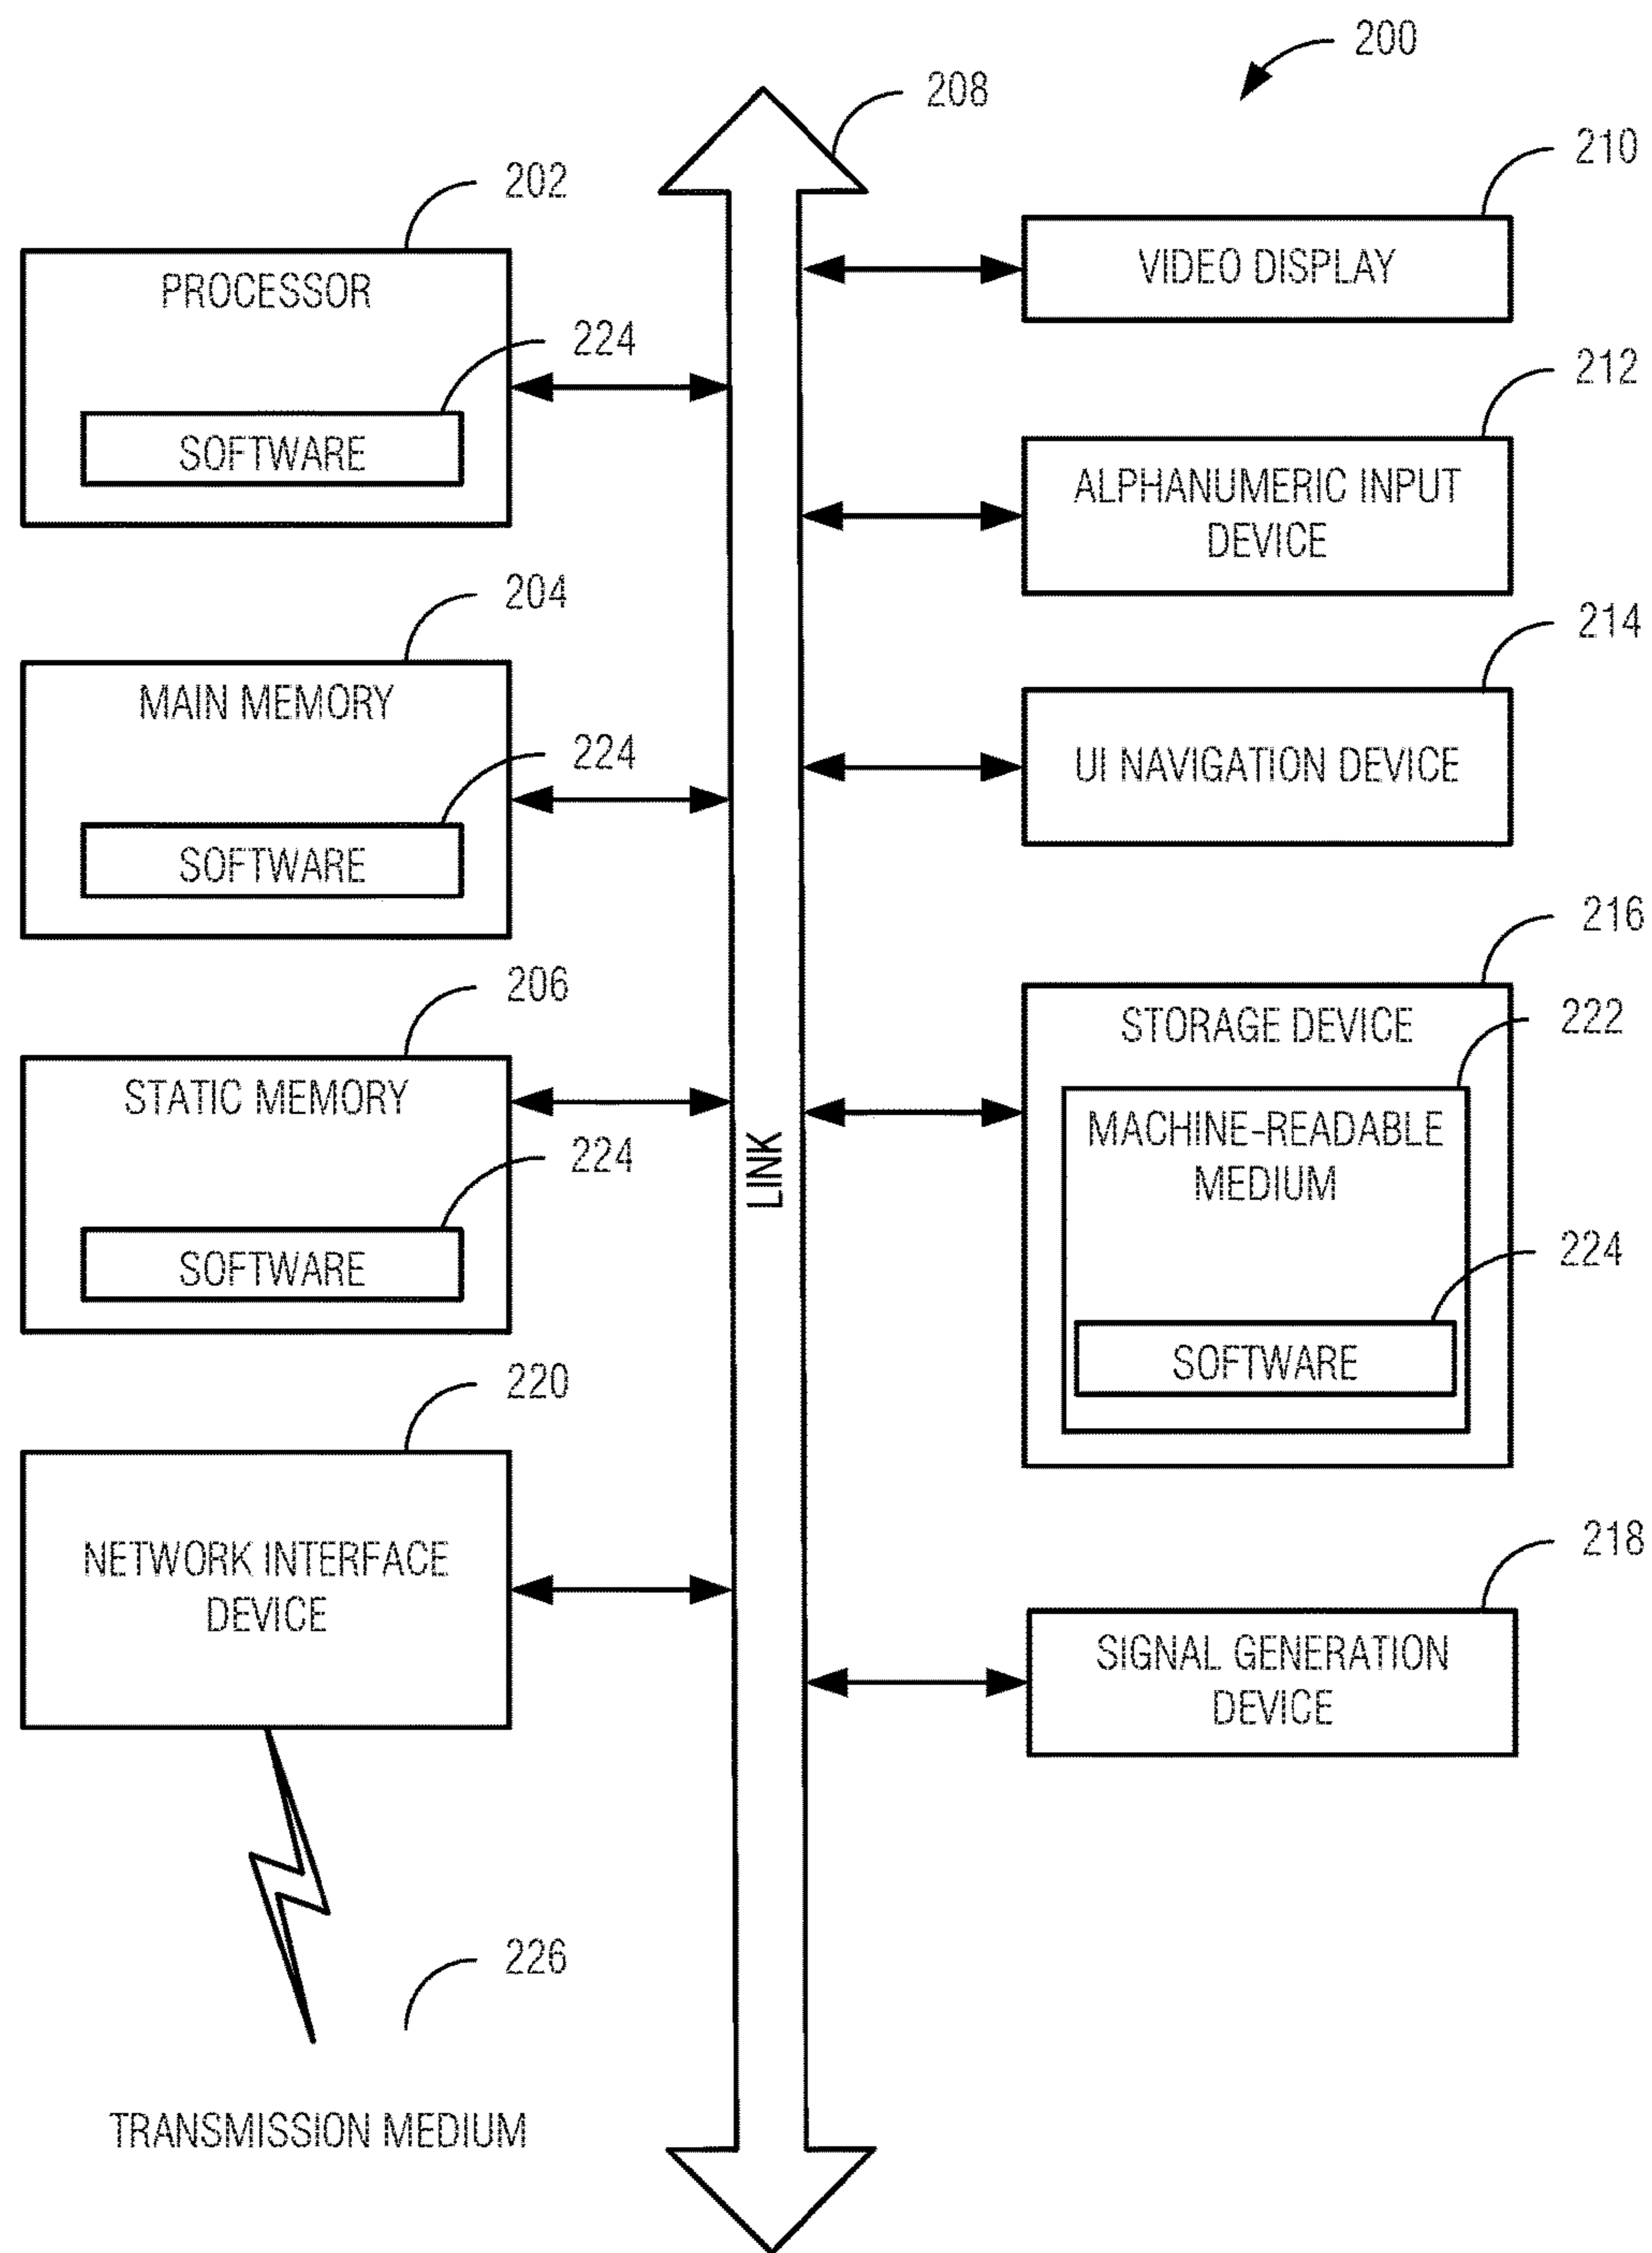 200
208
202
PROCESSOR
224
SOFTWARE
204
MAIN MEMORY
224
SOFTWARE
206
STATIC MEMORY
224
SOFTWARE
220
NETWORK INTERFACE
DEVICE
226
TRANSMISSION MEDIUM
LINK
210
VIDEO DISPLAY
212
ALPHANUMERIC INPUT
DEVICE
214
UI NAVIGATION DEVICE
216
STORAGE DEVICE
222
MACHINE-READABLE
MEDIUM
224
SOFTWARE
218
SIGNAL GENERATION
DEVICE